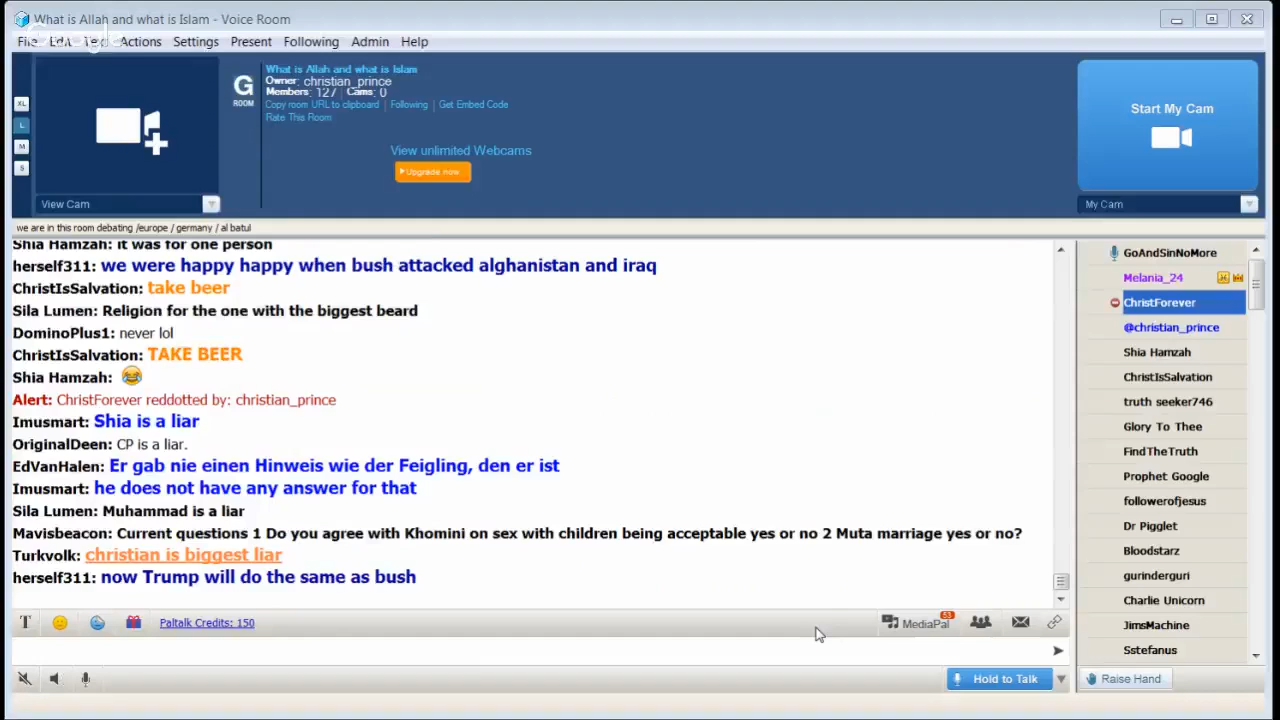 What is Allah and what is Islam - Voice Room
Google
File Edit Text Actions Settings Present Following Admin Help
G
ROOM
What is Allah and what is Islam
Owner: christian_prince
Members: 127 Cams: 0
Copy room URL to clipboard | Following | Get Embed Code
Rate This Room
View unlimited Webcams
Upgrade now
XL
L
M
S
View Cam
Start My Cam
My Cam
we are in this room debating /europe / germany / al batul
Shia Hamzah: it was for one person
herself311: we were happy happy when bush attacked alghanistan and iraq
ChristIsSalvation: take beer
Sila Lumen: Religion for the one with the biggest beard
DominoPlus1: never lol
ChristIsSalvation: TAKE BEER
Shia Hamzah: 😂
Alert: ChristForever reddotted by: christian_prince
Imusmart: Shia is a liar
OriginalDeen: CP is a liar.
EdVanHalen: Er gab nie einen Hinweis wie der Feigling, den er ist
Imusmart: he does not have any answer for that
Sila Lumen: Muhammad is a liar
Mavisbeacon: Current questions 1 Do you agree with Khomini on sex with children being acceptable yes or no 2 Muta marriage yes or no?
Turkvolk: christian is biggest liar
herself311: now Trump will do the same as bush
GoAndSinNoMore
Melania_24
ChristForever
@christian_prince
Shia Hamzah
ChristIsSalvation
truth seeker746
Glory To Thee
FindTheTruth
Prophet Google
followerofjesus
Dr Pigglet
Bloodstarz
gurinderguri
Charlie Unicorn
JimsMachine
Sstefanus
T
Paltalk Credits: 150
MediaPal
53
Hold to Talk
Raise Hand